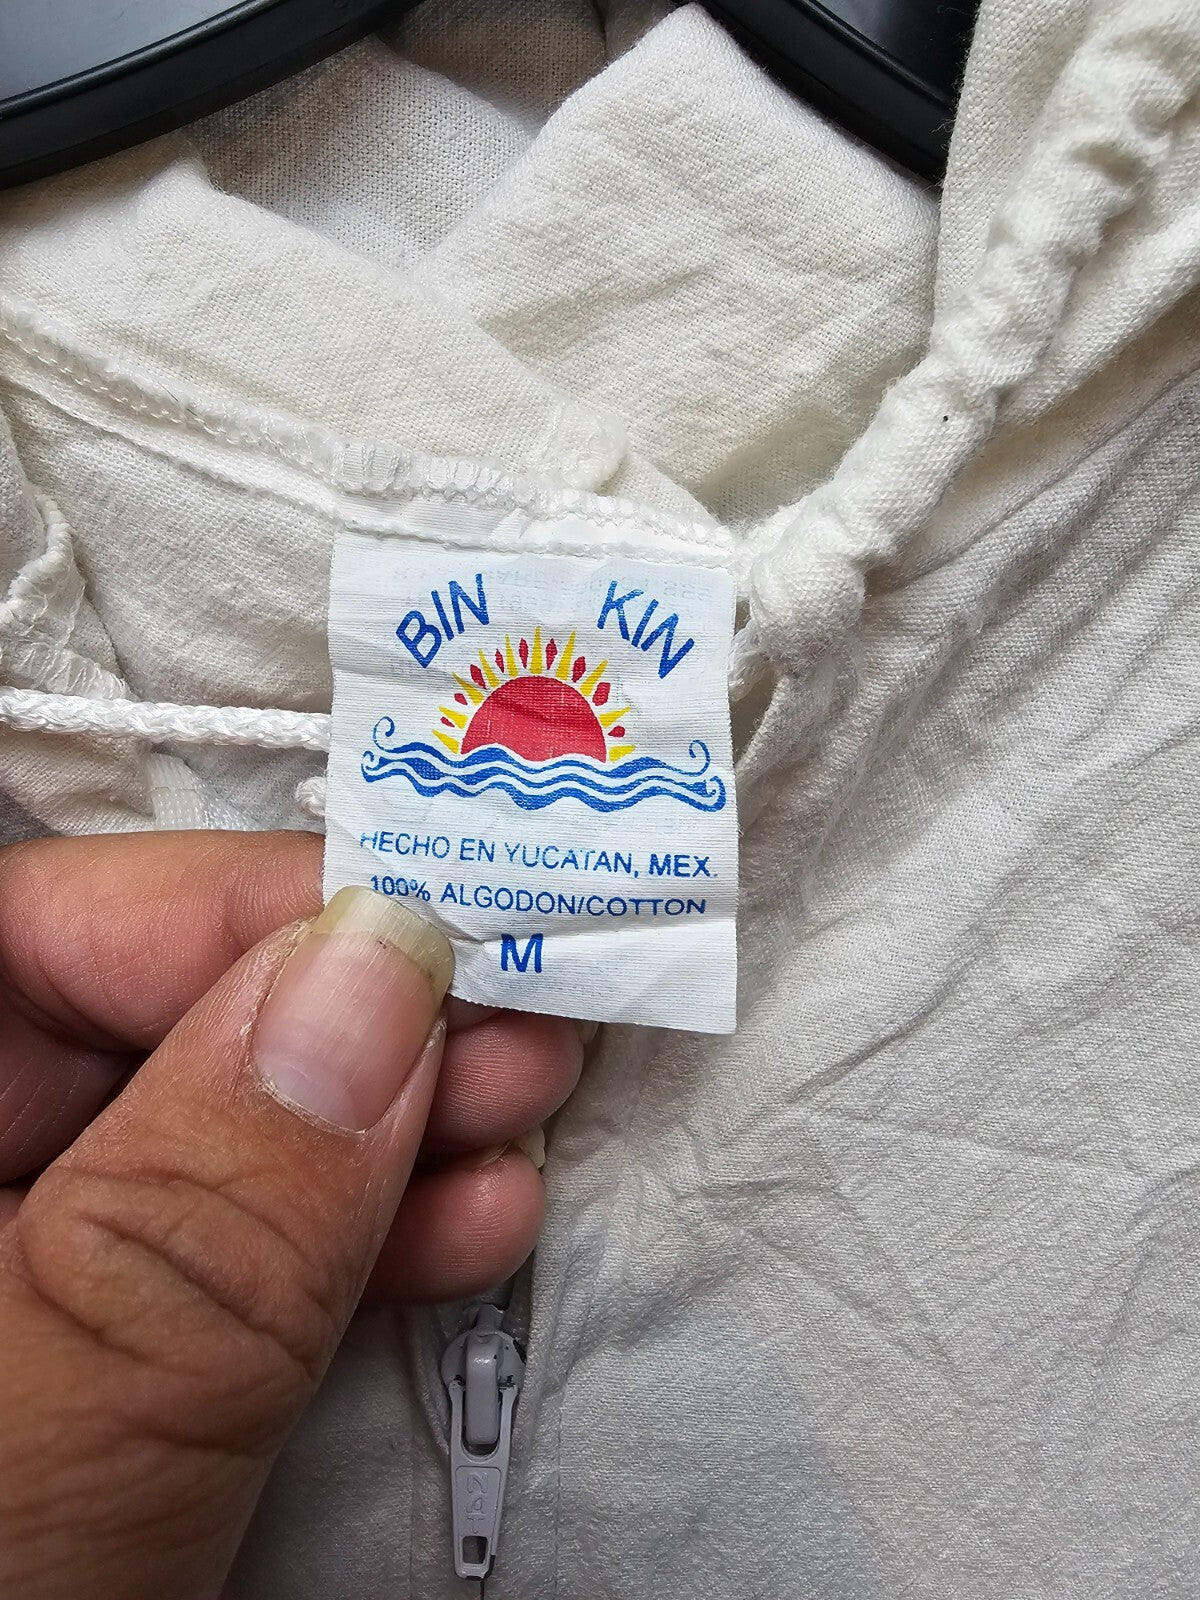 BIN KIN
HECHO EN YUCATAN, MEX.
100% ALGODON/COTTON
M